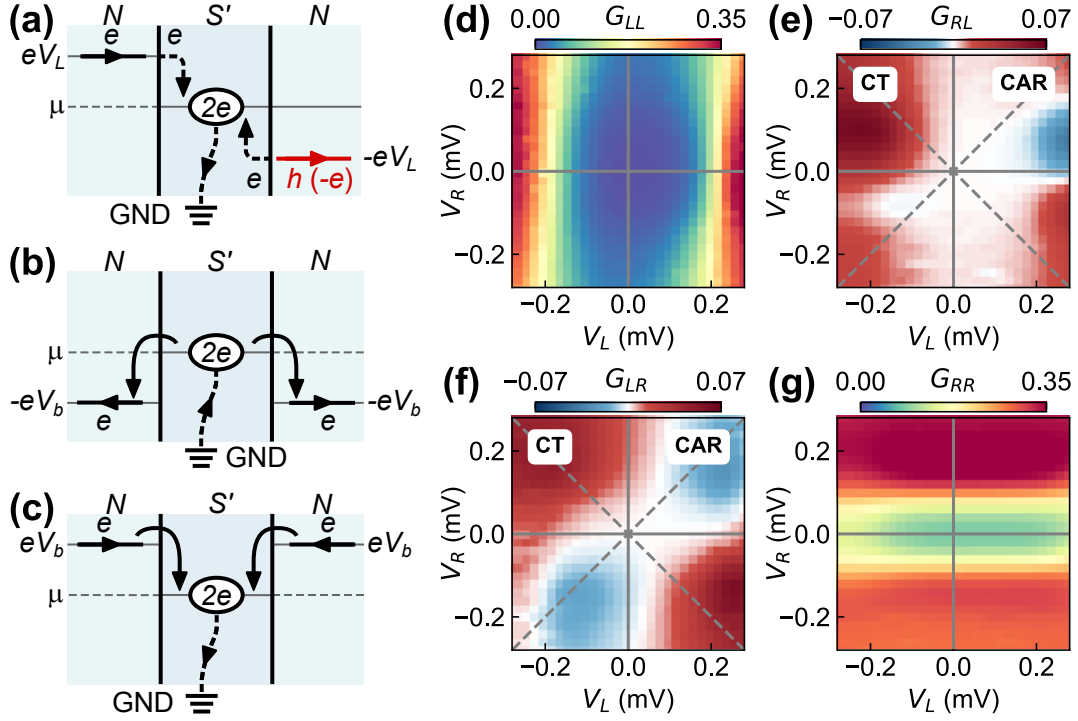 (a)
N
S'
N
eV_L
e
e
μ
2e
-eV_L
e
h (-e)
GND
(b)
N
S'
N
μ
2e
-eV_b
-eV_b
e
e
GND
(c)
N
S'
N
e
e
eV_b
eV_b
μ
2e
GND
(d)
0.00 G_LL 0.35
V_R (mV)
0.2
0.0
−0.2
−0.2 0.0 0.2
V_L (mV)
(e)
−0.07 G_RL 0.07
CT
CAR
V_R (mV)
0.2
0.0
−0.2
−0.2 0.0 0.2
V_L (mV)
(f)
−0.07 G_LR 0.07
CT
CAR
V_R (mV)
0.2
0.0
−0.2
−0.2 0.0 0.2
V_L (mV)
(g)
0.00 G_RR 0.35
V_R (mV)
0.2
0.0
−0.2
−0.2 0.0 0.2
V_L (mV)